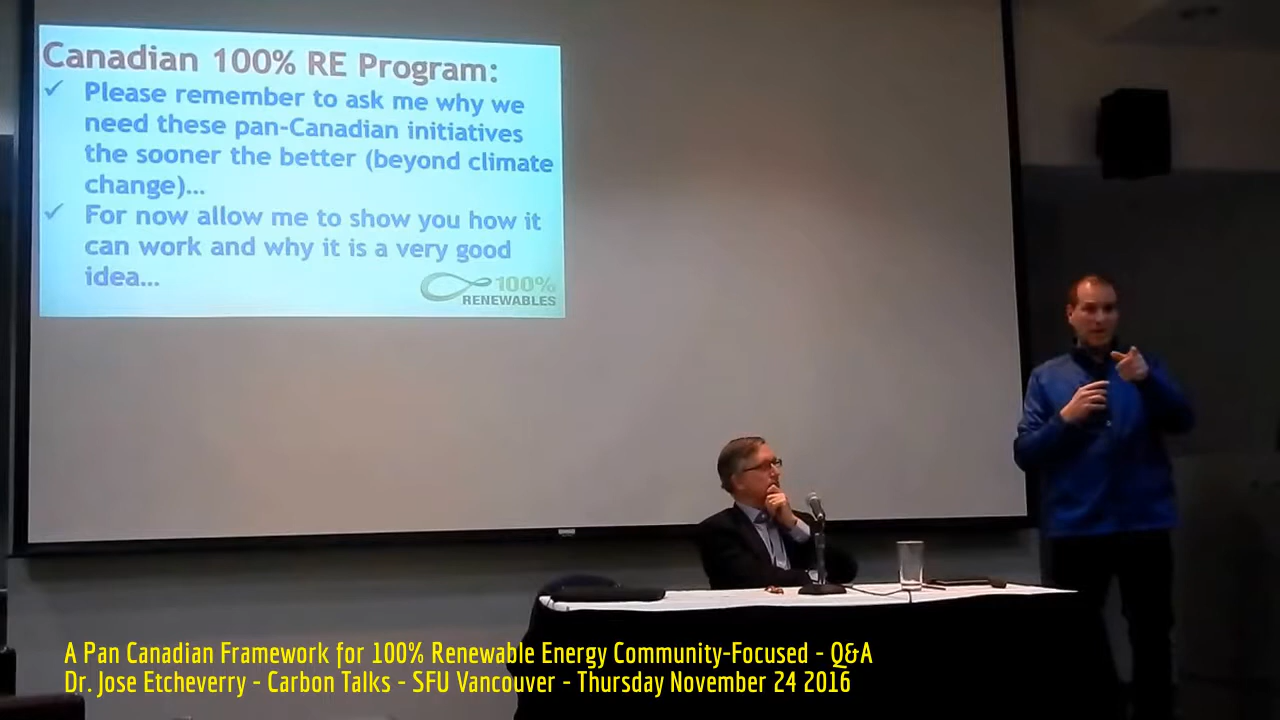 Canadian 100% RE Program:
✓ Please remember to ask me why we
need these pan-Canadian initiatives
the sooner the better (beyond climate
change)...
✓ For now allow me to show you how it
can work and why it is a very good
idea...
100%
RENEWABLES
A Pan Canadian Framework for 100% Renewable Energy Community-Focused - Q&A
Dr. Jose Etcheverry - Carbon Talks - SFU Vancouver - Thursday November 24 2016